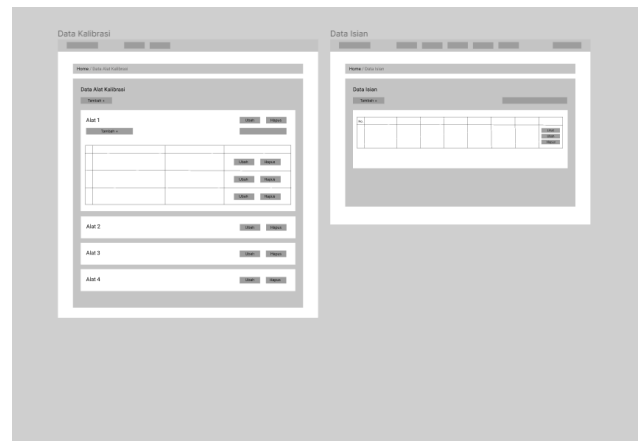 Data Kalibrasi
Home / Data Alat Kalibrasi
Data Alat Kalibrasi
Tambah +
Alat 1
Ubah Hapus
Tambah +
Ubah Hapus
Ubah Hapus
Ubah Hapus
Alat 2
Ubah Hapus
Alat 3
Ubah Hapus
Alat 4
Ubah Hapus
Data Isian
Home / Data Isian
Data Isian
Tambah +
No
Hapus